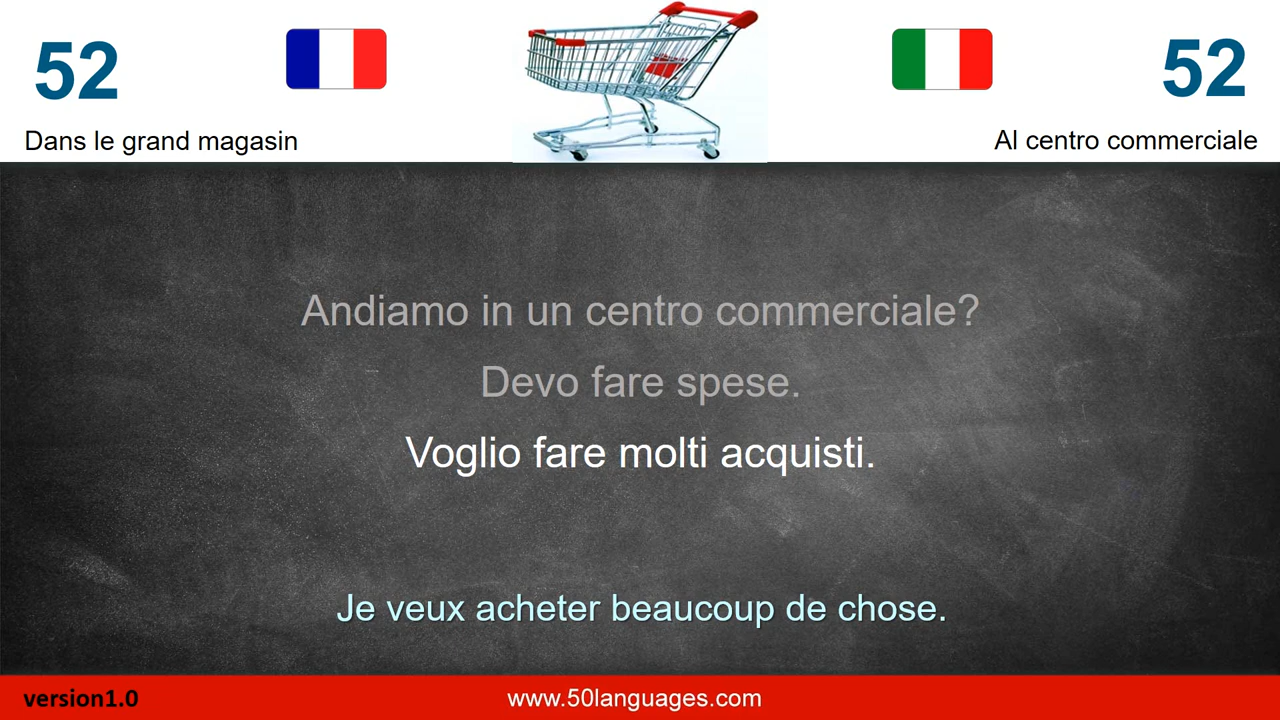 52
52
Dans le grand magasin
Al centro commerciale
Andiamo in un centro commerciale?
Devo fare spese.
Voglio fare molti acquisti.
Je veux acheter beaucoup de chose.
version1.0
www.50languages.com